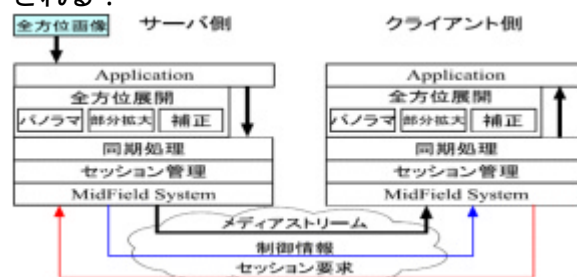 される．
全方位画像 サーバ側 クライアント側
Application Application
全方位展開 全方位展開
パノラマ 部分拡大 補正 パノラマ 部分拡大 補正
同期処理 同期処理
セッション管理 セッション管理
MidField System MidField System
メディアストリーム
制御情報
セッション要求